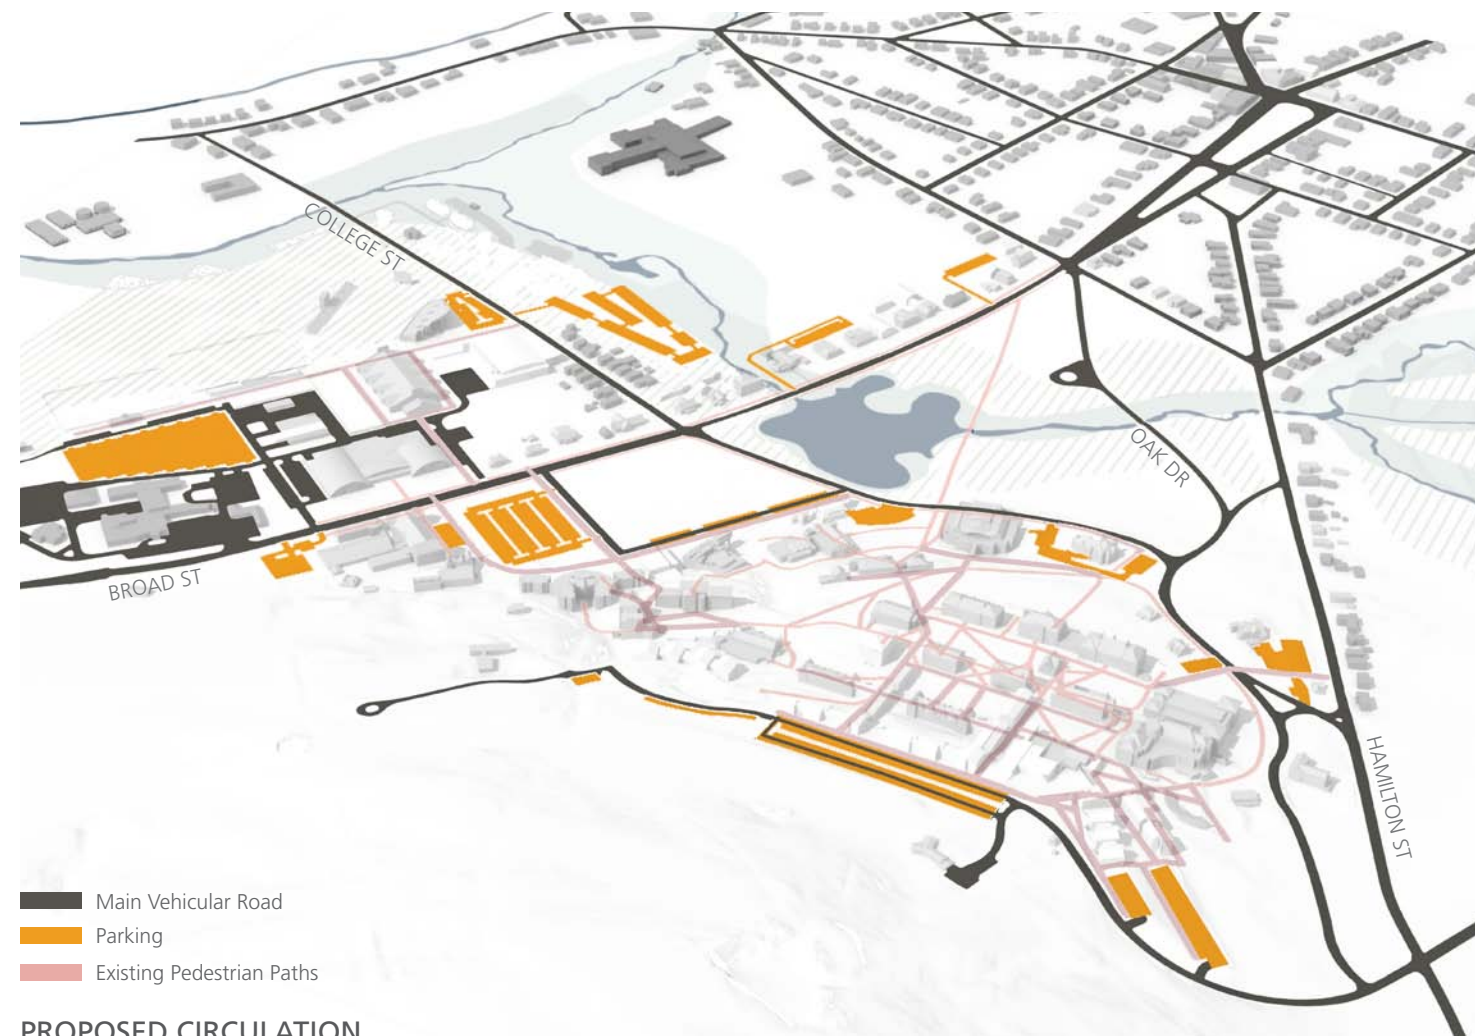 COLLEGE ST
OAK DR
BROAD ST
HAMILTON ST
Main Vehicular Road
Parking
Existing Pedestrian Paths
PROPOSED CIRCULATION